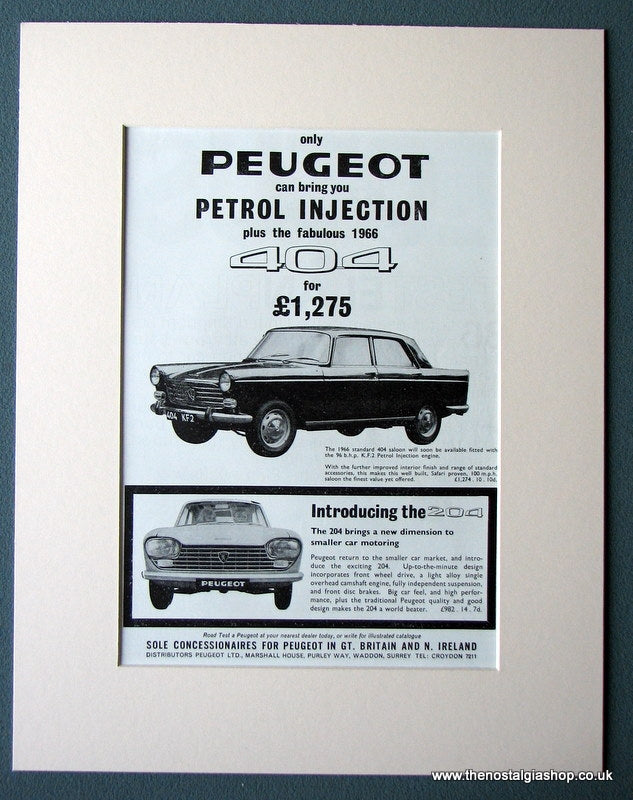 only
PEUGEOT
can bring you
PETROL INJECTION
plus the fabulous 1966
404
for
£1,275
404 KF2
The 1966 standard 404 saloon will soon be available fitted with
the 96 b.h.p. K.F.2 Petrol Injection engine.
With the further improved interior finish and range of standard
accessories, this makes this well built, Safari proven, 100 m.p.h.
saloon the finest value yet offered. £1,274 . 10 . 10d.
Introducing the 204
The 204 brings a new dimension to
smaller car motoring
Peugeot return to the smaller car market, and intro-
duce the exciting 204. Up-to-the-minute design
incorporates front wheel drive, a light alloy single
overhead camshaft engine, fully independent suspension,
and front disc brakes. Big car feel, and high perfor-
mance, plus the traditional Peugeot quality and good
design makes the 204 a world beater. £982 . 14 . 7d.
PEUGEOT
Road Test a Peugeot at your nearest dealer today, or write for illustrated catalogue
SOLE CONCESSIONAIRES FOR PEUGEOT IN GT. BRITAIN AND N. IRELAND
DISTRIBUTORS PEUGEOT LTD., MARSHALL HOUSE, PURLEY WAY, WADDON, SURREY TEL: CROYDON 7211
www.thenostalgiashop.co.uk